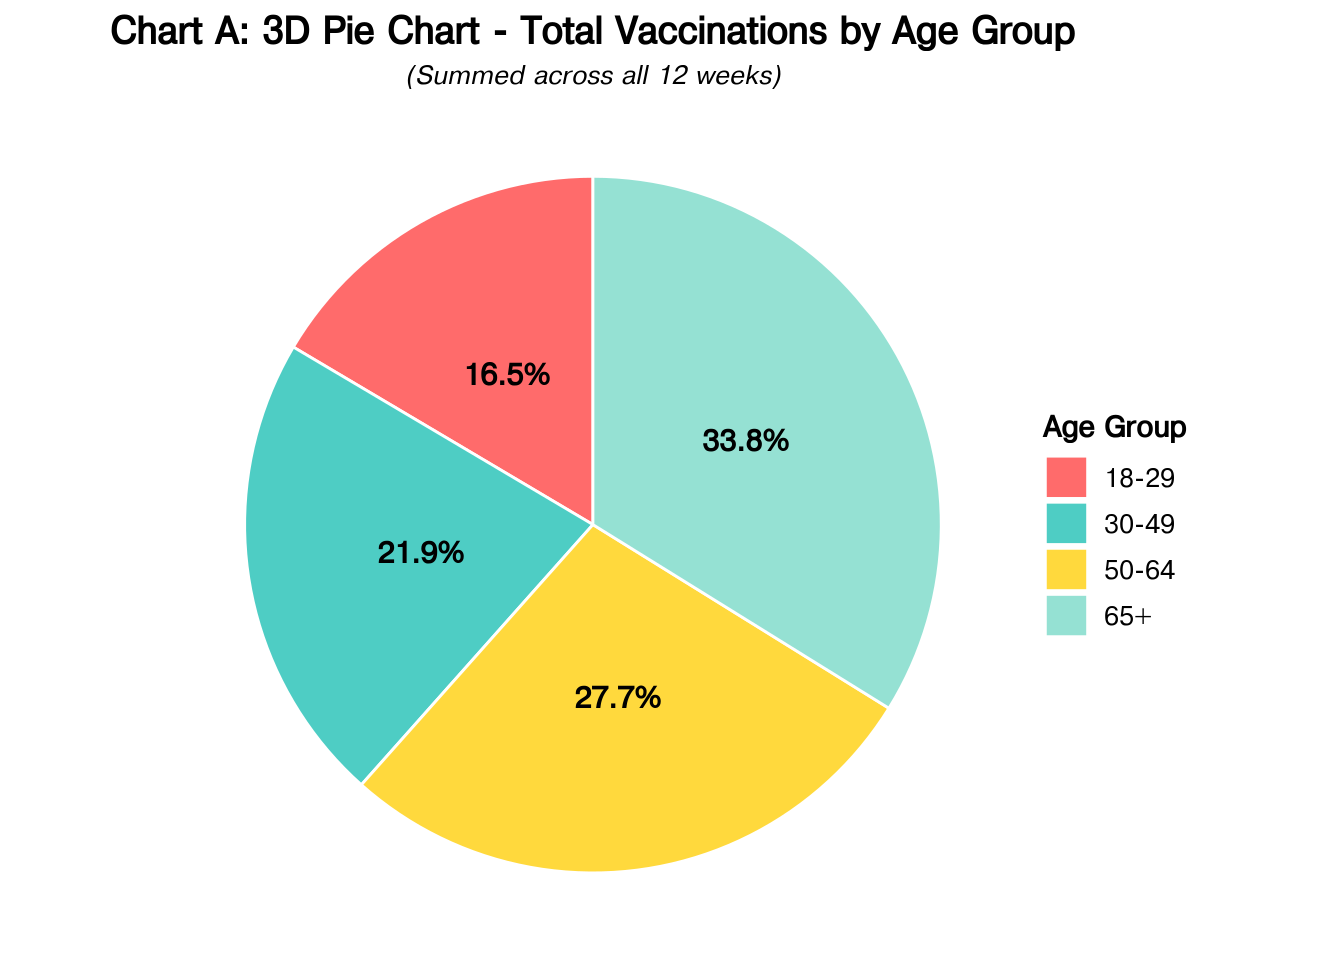 Chart A: 3D Pie Chart - Total Vaccinations by Age Group
(Summed across all 12 weeks)
16.5%
33.8%
21.9%
27.7%
Age Group
18-29
30-49
50-64
65+